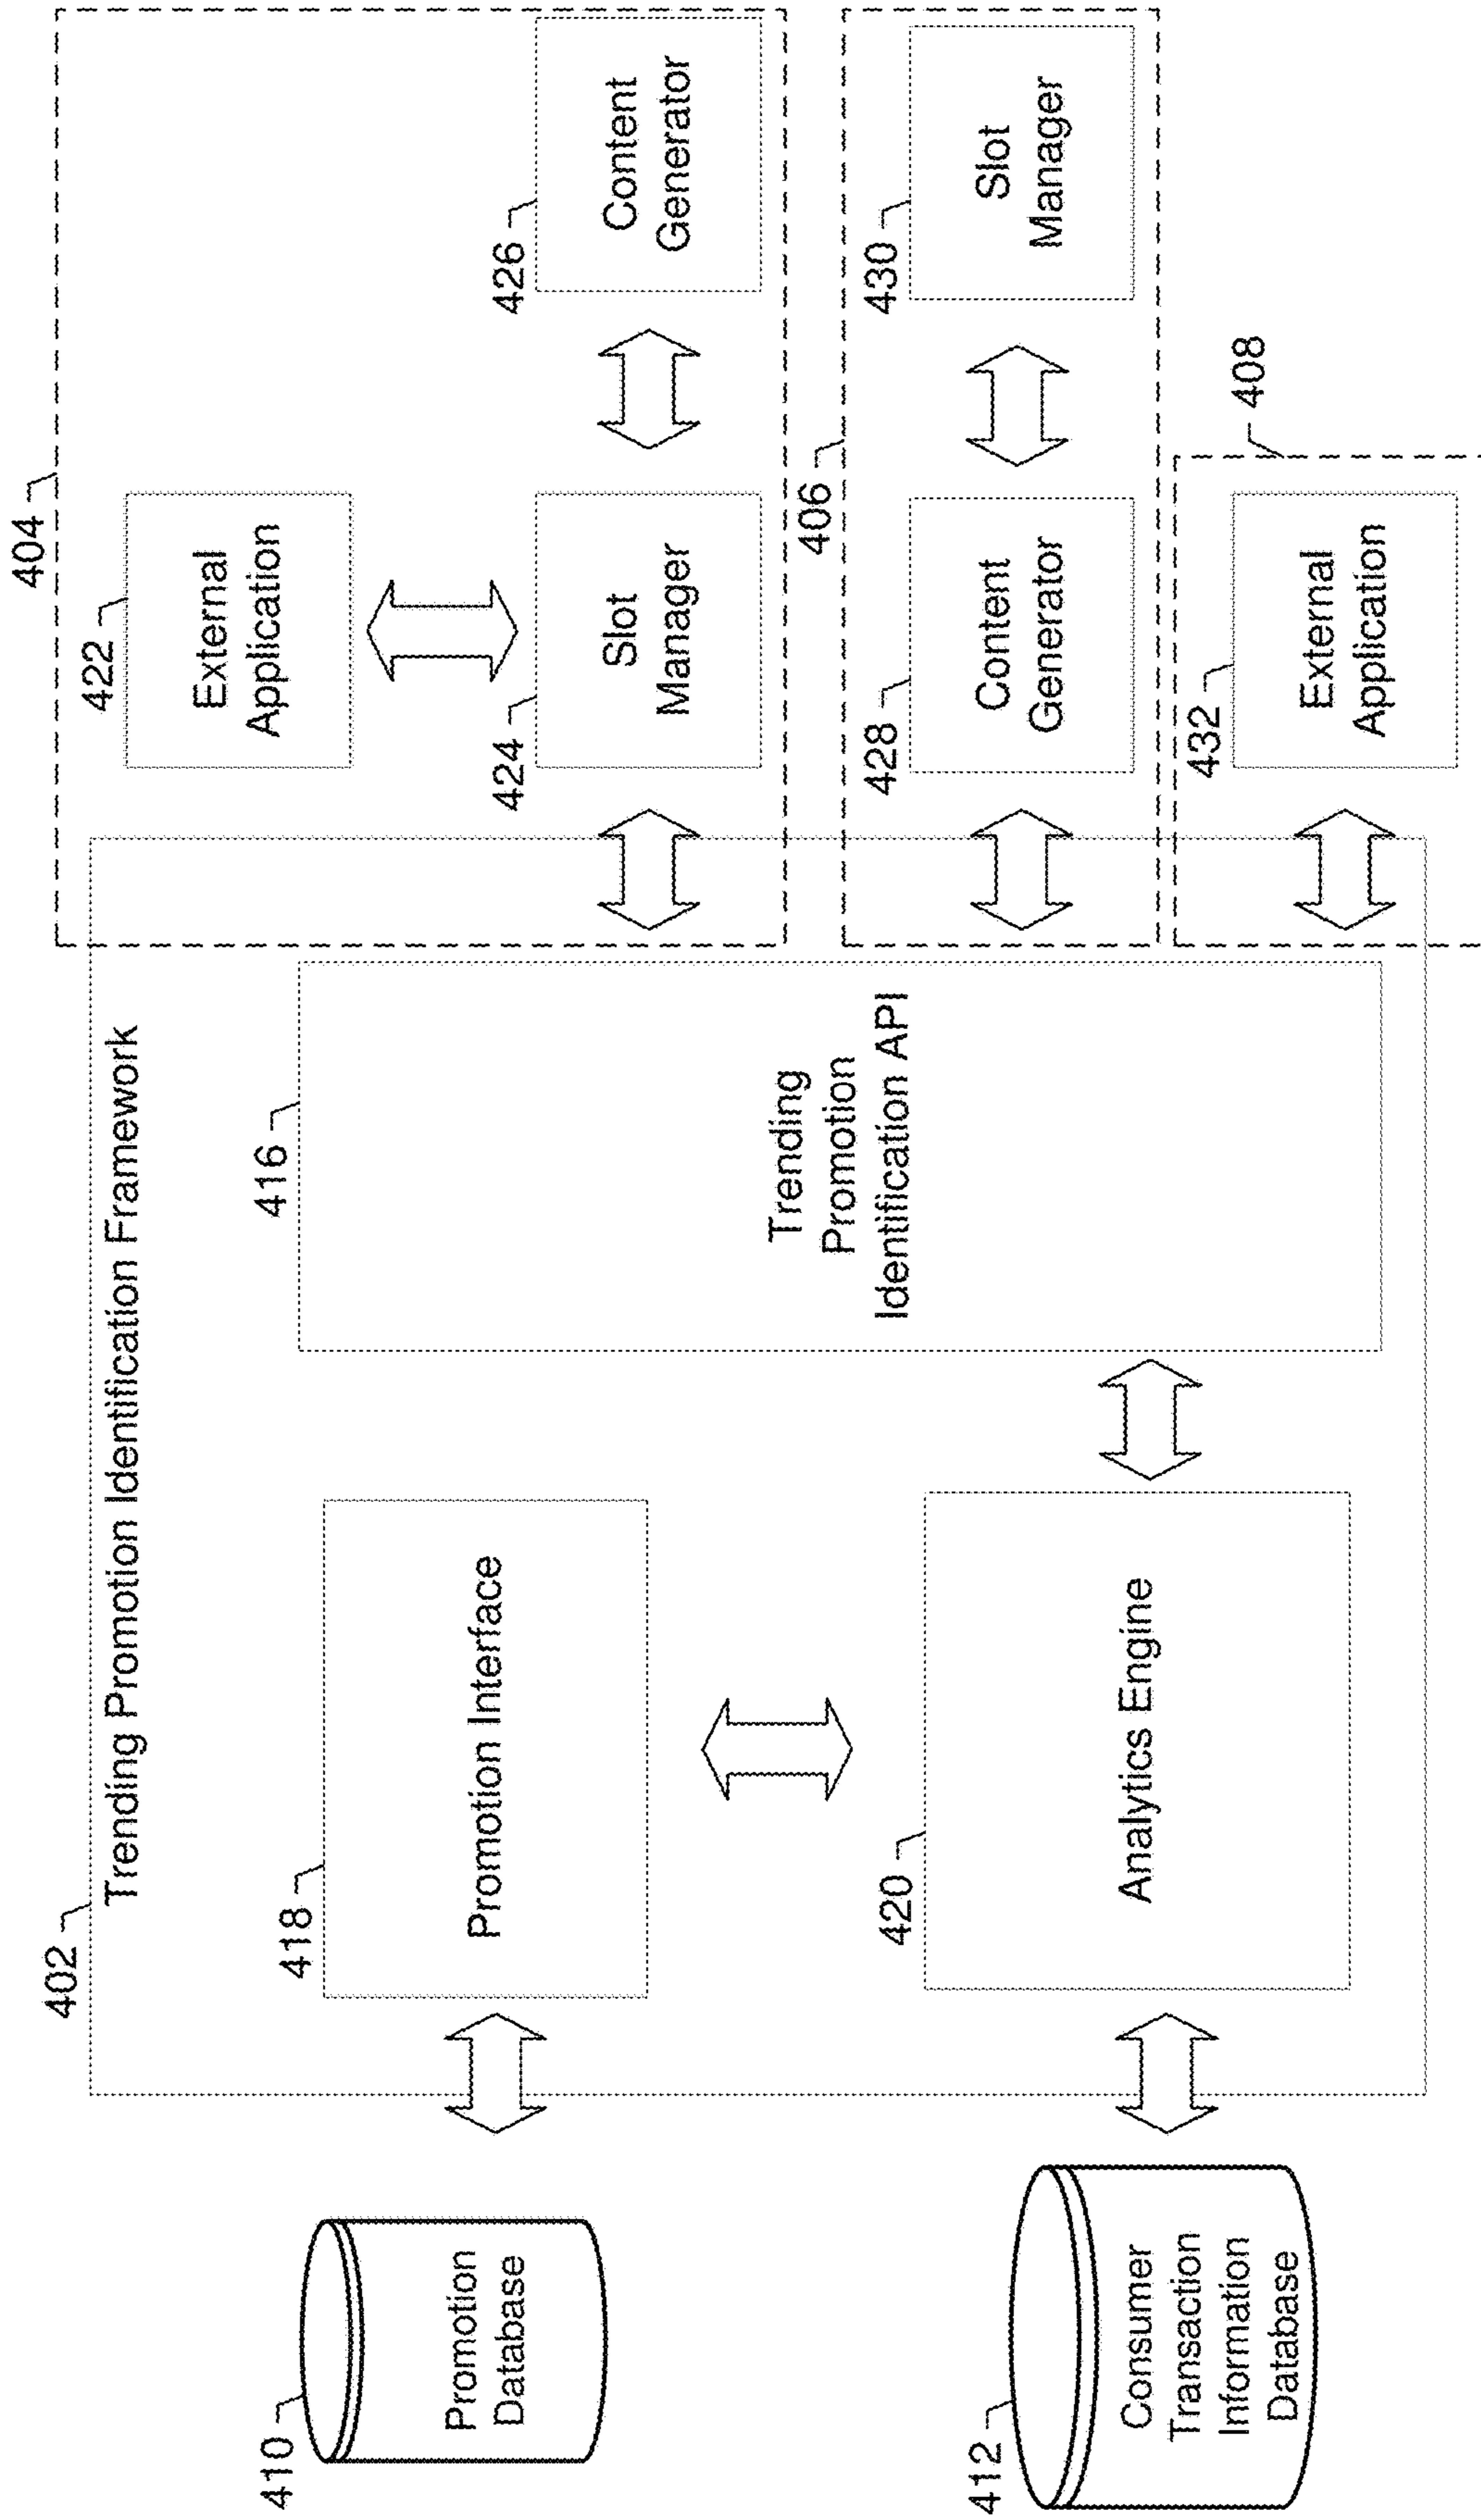 402
Trending Promotion Identification Framework
404
422
External
Application
410
Promotion
Database
418
Promotion Interface
416
Trending
Promotion
Identification API
424
Slot
Manager
426
Content
Generator
406
428
Content
Generator
430
Slot
Manager
412
Consumer
Transaction
Information
Database
420
Analytics Engine
432
External
Application
408